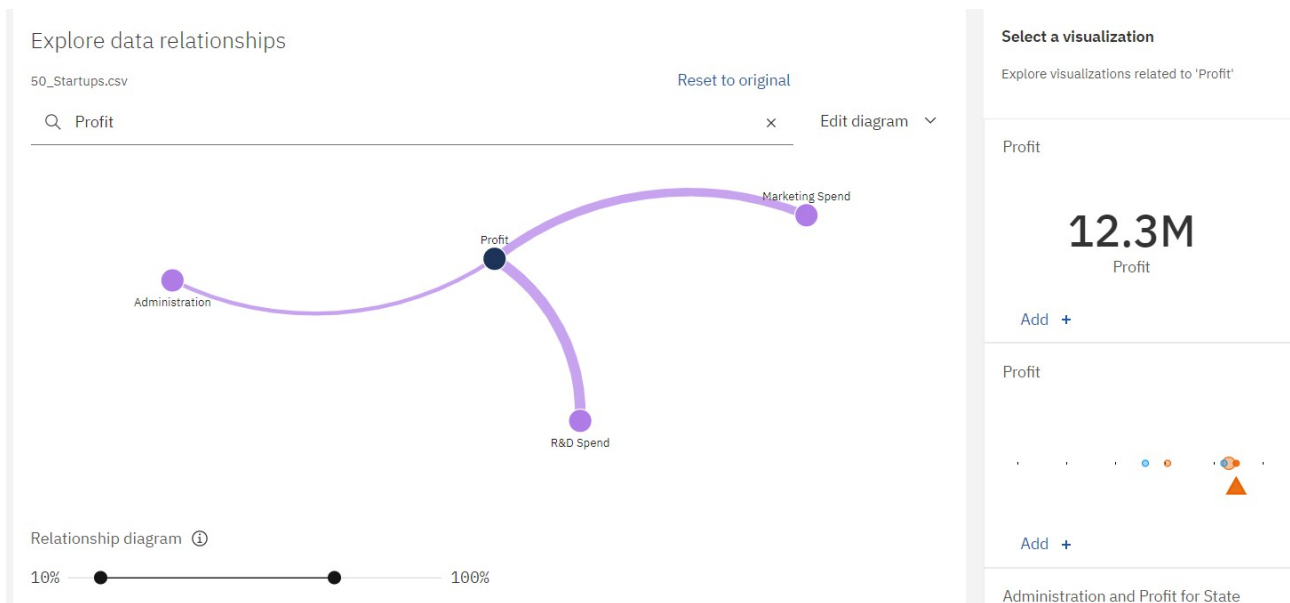 Explore data relationships
50_Startups.csv
Reset to original
Profit
×
Edit diagram
Marketing Spend
Profit
Administration
R&D Spend
Relationship diagram
10%
100%
Select a visualization
Explore visualizations related to 'Profit'
Profit
12.3M
Profit
Add +
Profit
Add +
Administration and Profit for State